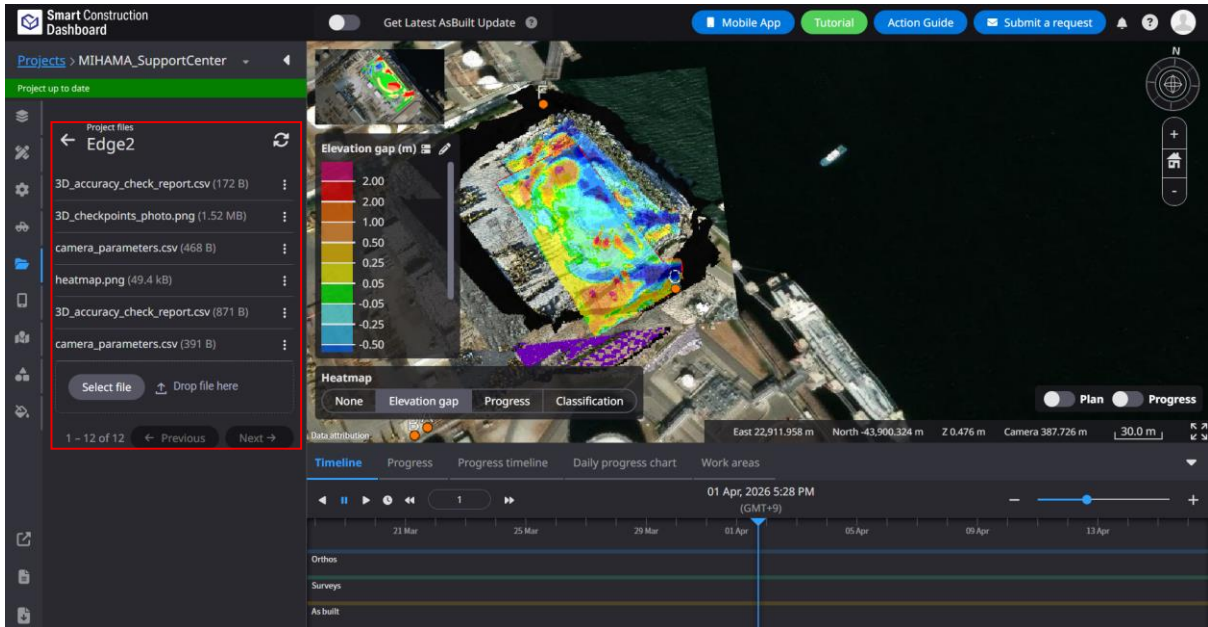 Smart Construction
Dashboard
Get Latest AsBuilt Update ?
Mobile App
Tutorial
Action Guide
Submit a request
?
Projects > MIHAMA_SupportCenter
Project up to date
Project files
Edge2
3D_accuracy_check_report.csv (172 B)
3D_checkpoints_photo.png (1.52 MB)
camera_parameters.csv (468 B)
heatmap.png (49.4 kB)
3D_accuracy_check_report.csv (871 B)
camera_parameters.csv (391 B)
Select file
Drop file here
1 – 12 of 12
← Previous
Next →
Elevation gap (m)
2.00
2.00
1.00
0.50
0.25
0.05
-0.05
-0.25
-0.50
Heatmap
None
Elevation gap
Progress
Classification
Data attribution
N
+
-
Plan
Progress
East 22,911.958 m
North -43,900.324 m
Z 0.476 m
Camera 387.726 m
30.0 m
Timeline
Progress
Progress timeline
Daily progress chart
Work areas
1
01 Apr, 2026 5:28 PM
(GMT+9)
21 Mar
25 Mar
29 Mar
01 Apr
05 Apr
09 Apr
13 Apr
Orthos
Surveys
As built